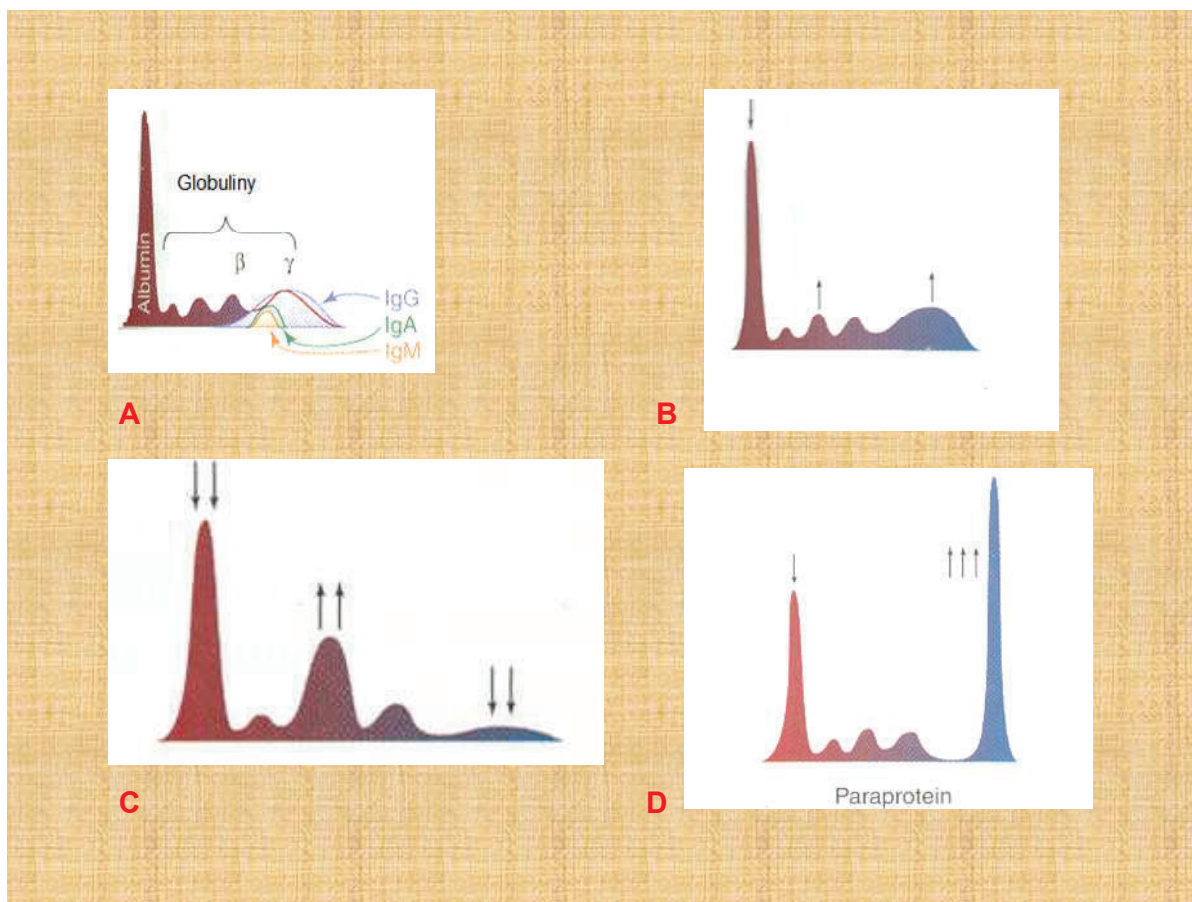 Globuliny
Albumin
β γ
IgG
IgA
IgM
A
B
C
D
Paraprotein